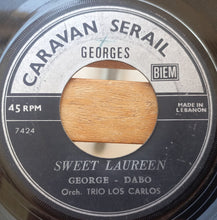 CARAVAN SERAIL
GEORGES
BIEM
45 RPM
MADE IN
LEBANON
7424
SWEET LAUREEN
GEORGE - DABO
Orch. TRIO LOS CARLOS